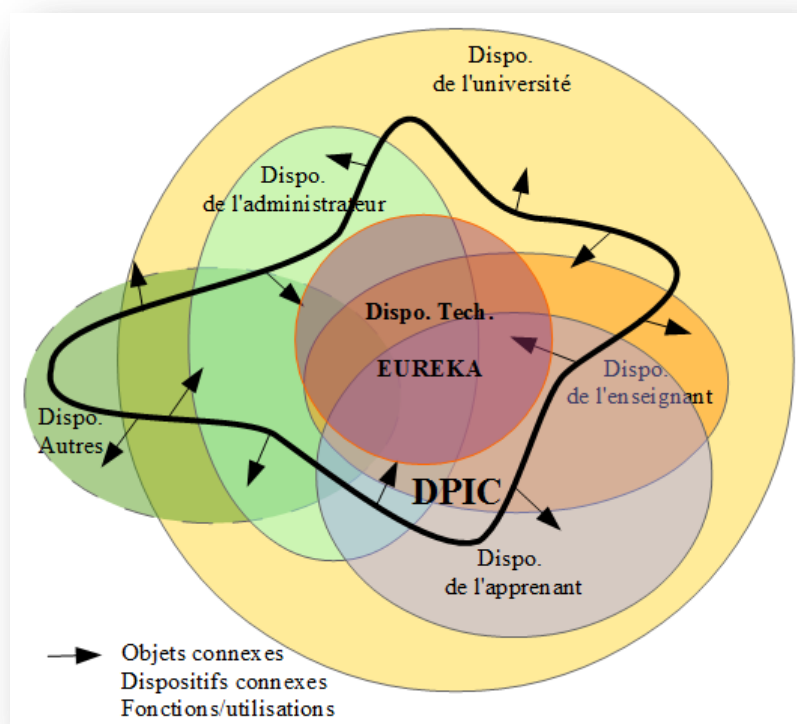 Dispo.
de l'université
Dispo.
de l'administrateur
Dispo. Tech.
EUREKA
Dispo.
de l'enseignant
Dispo.
Autres
DPIC
Dispo.
de l'apprenant
Objets connexes
Dispositifs connexes
Fonctions/utilisations